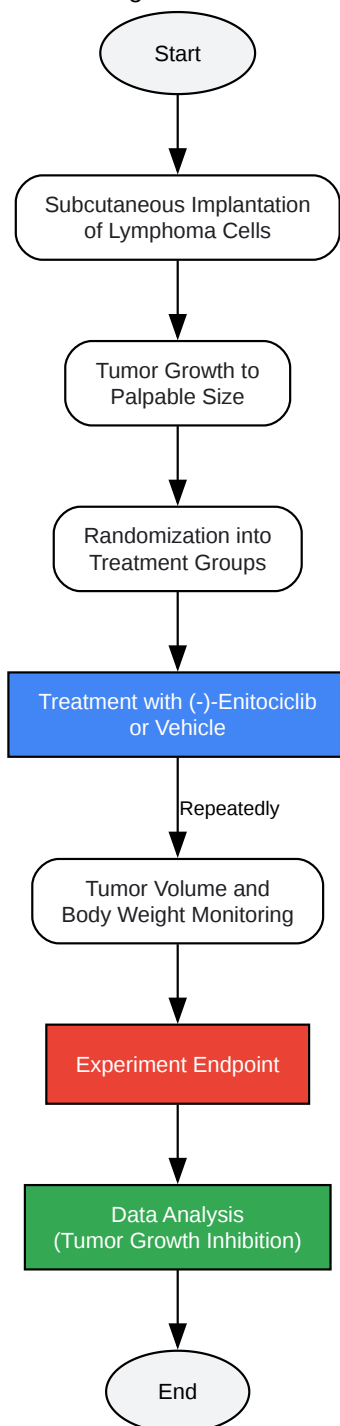 Start
Subcutaneous Implantation
of Lymphoma Cells
Tumor Growth to
Palpable Size
Randomization into
Treatment Groups
Treatment with (-)-Enitociclib
or Vehicle
Repeatedly
Tumor Volume and
Body Weight Monitoring
Experiment Endpoint
Data Analysis
(Tumor Growth Inhibition)
End